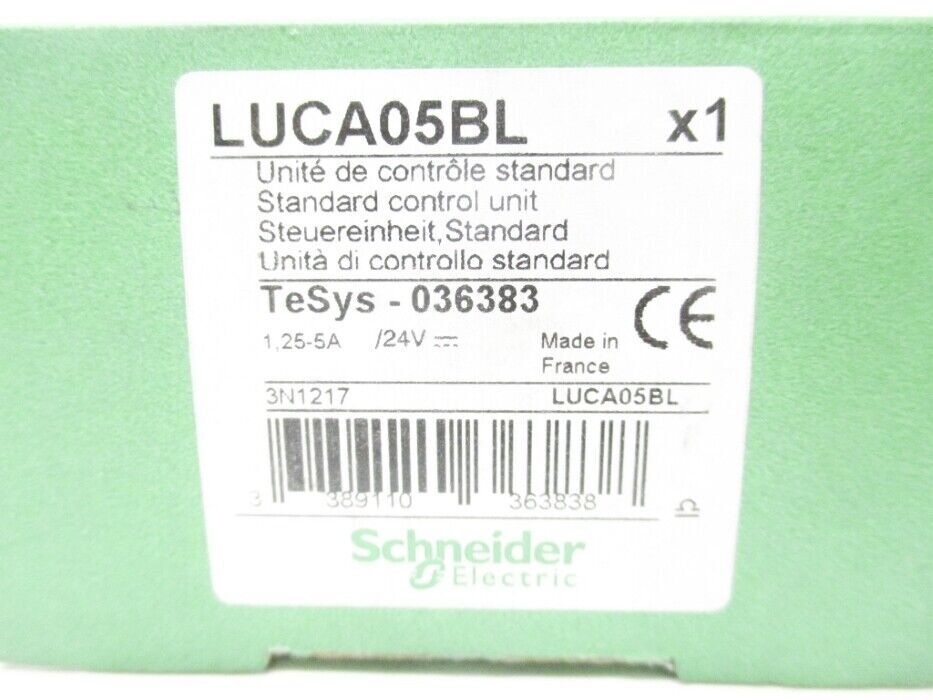 LUCA05BL x1
Unité de contrôle standard
Standard control unit
Steuereinheit,Standard
Unità di controllo standard
TeSys - 036383
1,25-5A /24V ⎓
Made in
France
CE
3N1217 LUCA05BL
3 389110 363838
Schneider
Electric